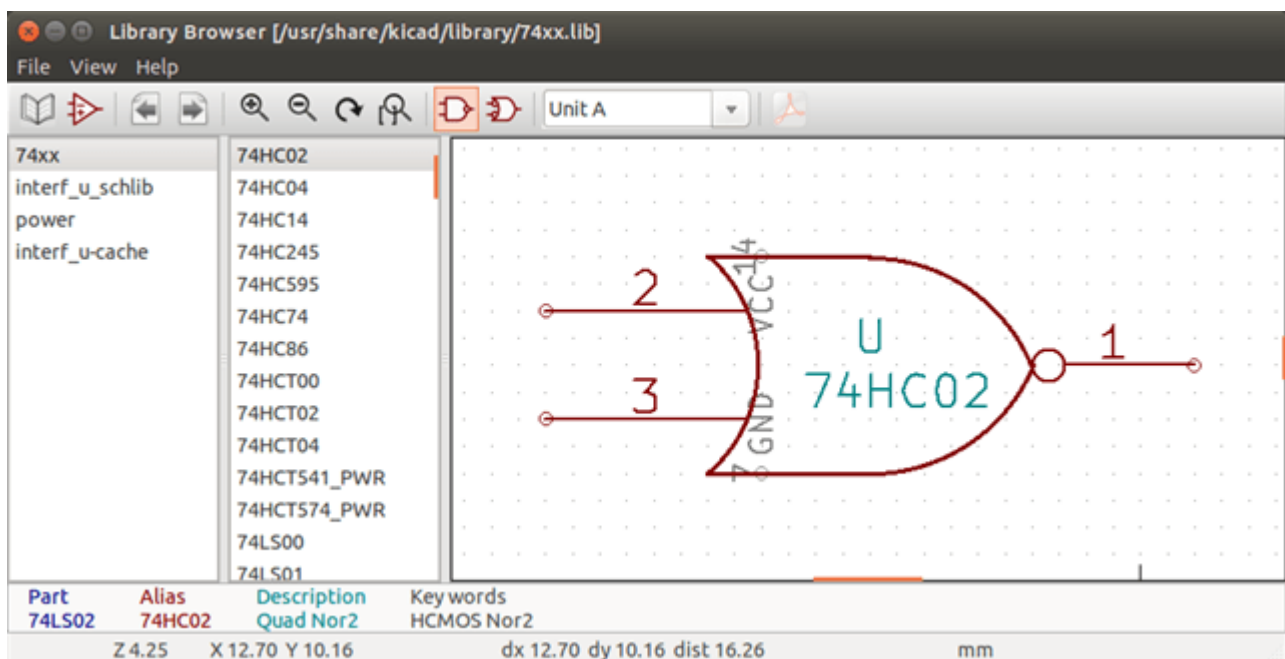 Library Browser [/usr/share/kicad/library/74xx.lib]
File View Help
Unit A
74xx
interf_u_schlib
power
interf_u-cache
74HC02
74HC04
74HC14
74HC245
74HC595
74HC74
74HC86
74HCT00
74HCT02
74HCT04
74HCT541_PWR
74HCT574_PWR
74LS00
74LS01
14
VCC
2
3
GND
7
U
74HC02
1
Part Alias Description Key words
74LS02 74HC02 Quad Nor2 HCMOS Nor2
Z 4.25 X 12.70 Y 10.16 dx 12.70 dy 10.16 dist 16.26 mm